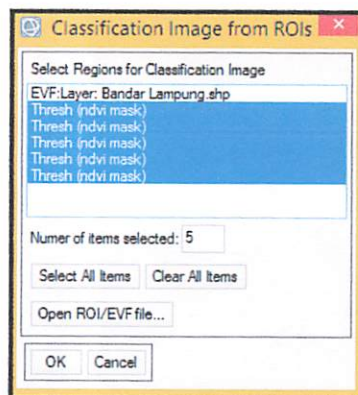 Classification Image from ROIs
Select Regions for Classification Image
EVF:Layer: Bandar Lampung.shp
Thresh (ndvi mask)
Thresh (ndvi mask)
Thresh (ndvi mask)
Thresh (ndvi mask)
Thresh (ndvi mask)
Numer of items selected: 5
Select All Items Clear All Items
Open ROI/EVF file...
OK Cancel